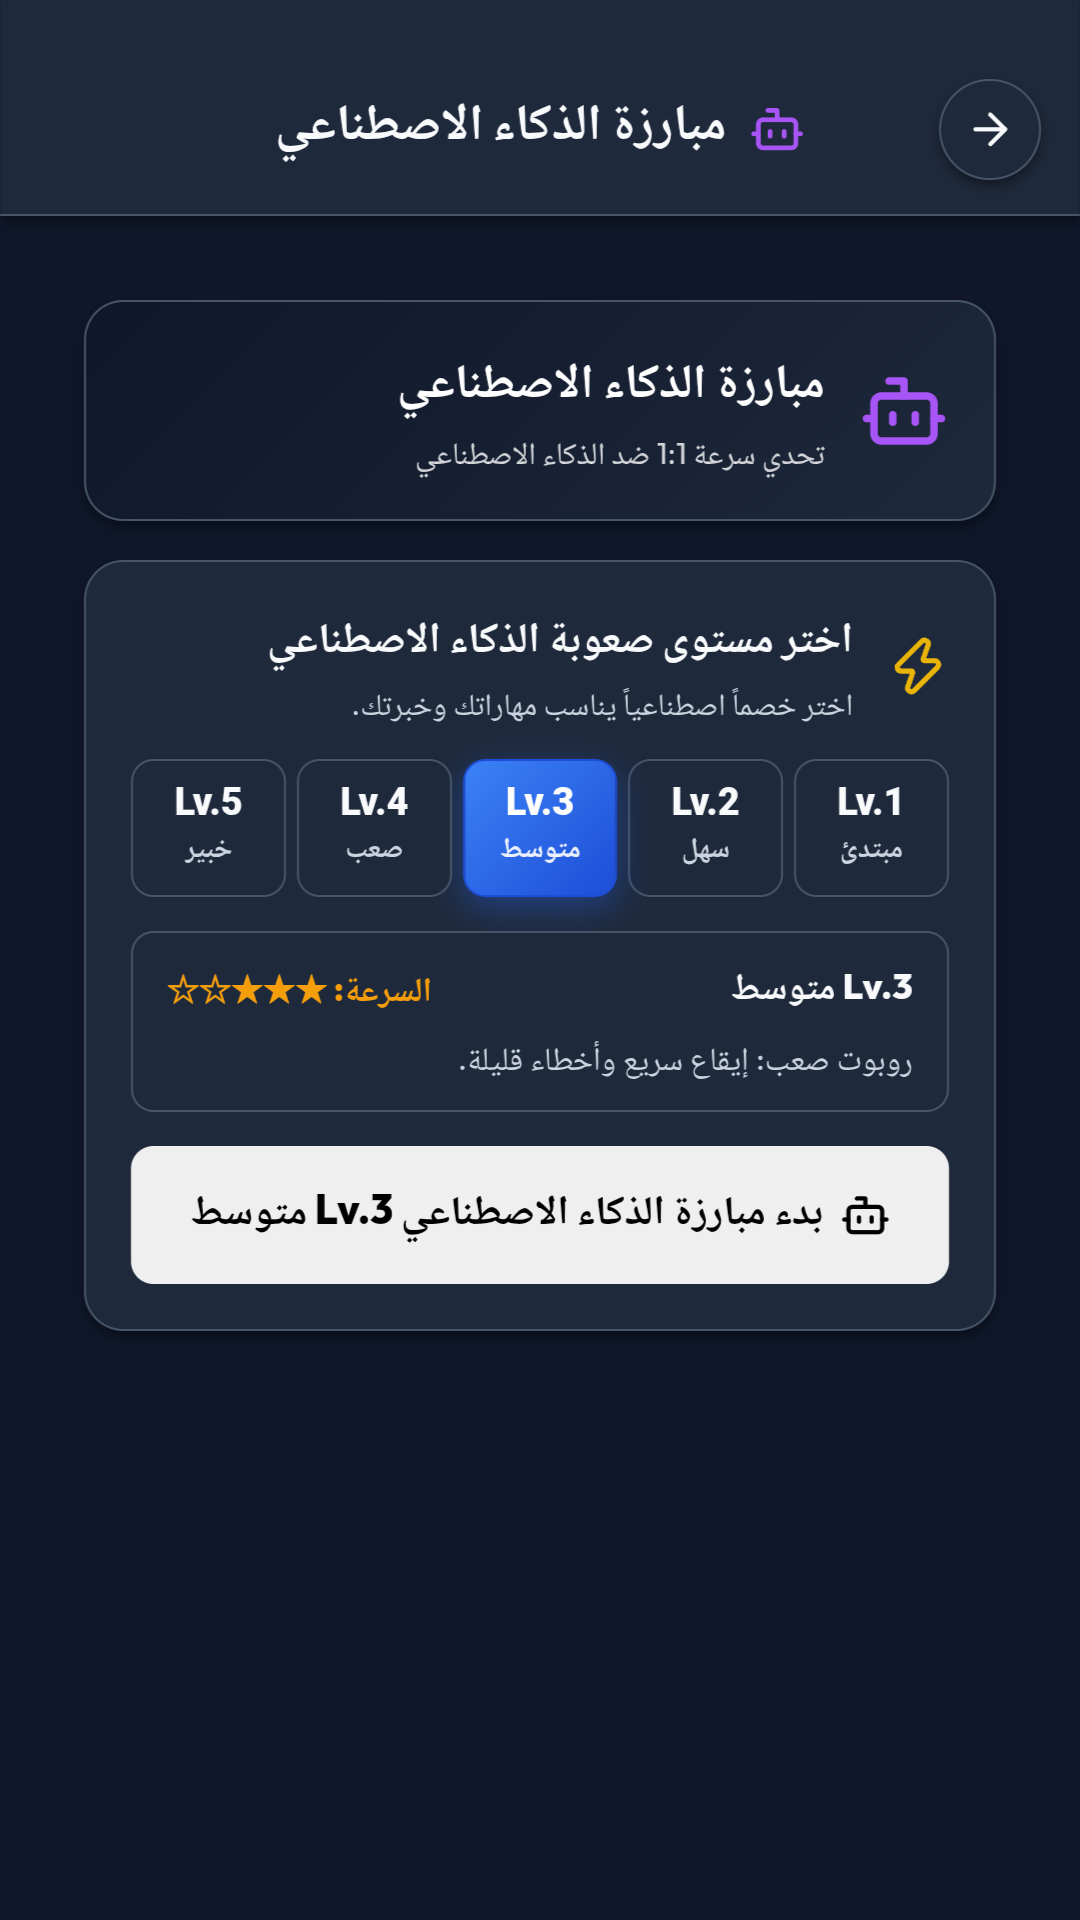 مبارزة الذكاء الاصطناعي
مبارزة الذكاء الاصطناعي
تحدي سرعة 1:1 ضد الذكاء الاصطناعي
اختر مستوى صعوبة الذكاء الاصطناعي
اختر خصماً اصطناعياً يناسب مهاراتك وخبرتك.
Lv.1
مبتدئ
Lv.2
سهل
Lv.3
متوسط
Lv.4
صعب
Lv.5
خبير
Lv.3 متوسط
السرعة: ★★★☆☆
روبوت صعب: إيقاع سريع وأخطاء قليلة.
بدء مبارزة الذكاء الاصطناعي Lv.3 متوسط